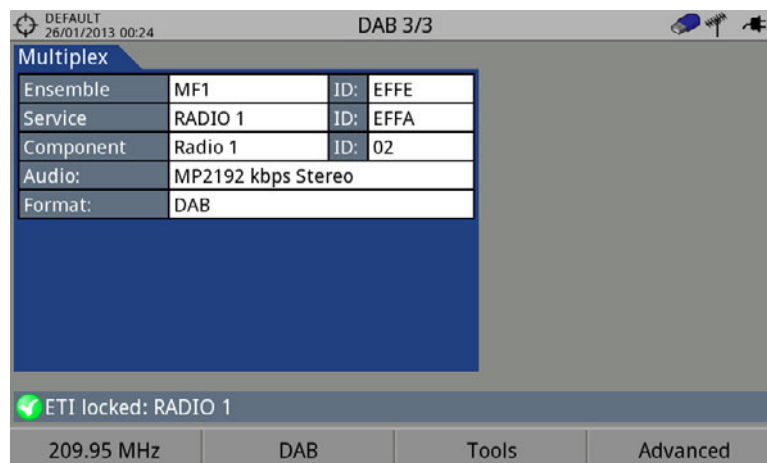 DEFAULT
26/01/2013 00:24
DAB 3/3
Multiplex
Ensemble MF1 ID: EFFE
Service RADIO 1 ID: EFFA
Component Radio 1 ID: 02
Audio: MP2192 kbps Stereo
Format: DAB
ETI locked: RADIO 1
209.95 MHz DAB Tools Advanced